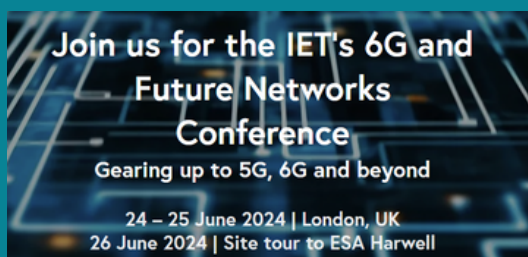 Join us for the IET's 6G and
Future Networks
Conference
Gearing up to 5G, 6G and beyond
24 – 25 June 2024 | London, UK
26 June 2024 | Site tour to ESA Harwell